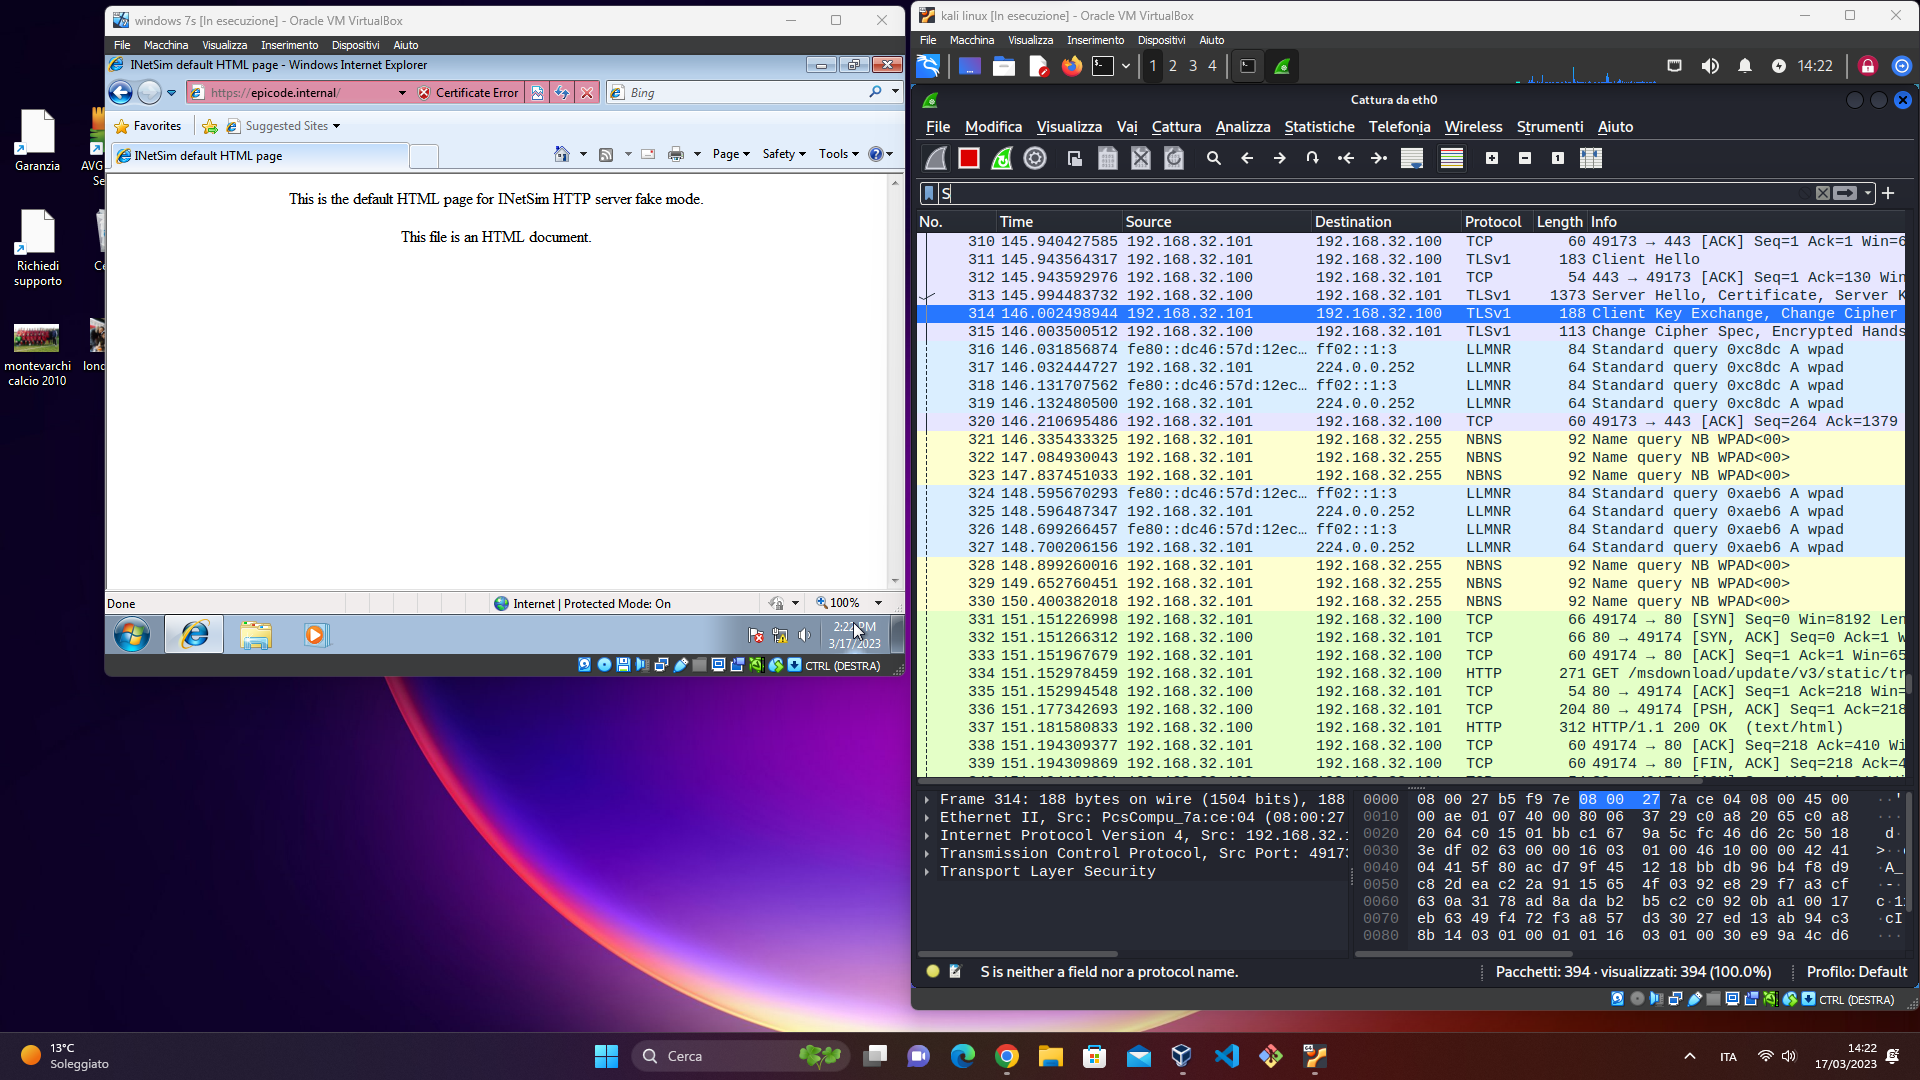 windows 7s [In esecuzione] - Oracle VM VirtualBox
File Macchina Visualizza Inserimento Dispositivi Aiuto
INetSim default HTML page - Windows Internet Explorer
https://epicode.internal/ Certificate Error Bing
Favorites Suggested Sites
INetSim default HTML page Page Safety Tools
This is the default HTML page for INetSim HTTP server fake mode.
This file is an HTML document.
Done Internet | Protected Mode: On 100%
2:22 PM
3/17/2023
CTRL (DESTRA)
Garanzia
AVG
Se
Richiedi
supporto
Ce
montevarchi
calcio 2010
lond
kali linux [In esecuzione] - Oracle VM VirtualBox
File Macchina Visualizza Inserimento Dispositivi Aiuto
1 2 3 4 14:22
Cattura da eth0
File Modifica Visualizza Vai Cattura Analizza Statistiche Telefonia Wireless Strumenti Aiuto
S
No. Time Source Destination Protocol Length Info
310 145.940427585 192.168.32.101 192.168.32.100 TCP 60 49173 → 443 [ACK] Seq=1 Ack=1 Win=6
311 145.943564317 192.168.32.101 192.168.32.100 TLSv1 183 Client Hello
312 145.943592976 192.168.32.100 192.168.32.101 TCP 54 443 → 49173 [ACK] Seq=1 Ack=130 Win
313 145.994483732 192.168.32.100 192.168.32.101 TLSv1 1373 Server Hello, Certificate, Server K
314 146.002498944 192.168.32.101 192.168.32.100 TLSv1 188 Client Key Exchange, Change Cipher
315 146.003500512 192.168.32.100 192.168.32.101 TLSv1 113 Change Cipher Spec, Encrypted Hands
316 146.031856874 fe80::dc46:57d:12ec… ff02::1:3 LLMNR 84 Standard query 0xc8dc A wpad
317 146.032444727 192.168.32.101 224.0.0.252 LLMNR 64 Standard query 0xc8dc A wpad
318 146.131707562 fe80::dc46:57d:12ec… ff02::1:3 LLMNR 84 Standard query 0xc8dc A wpad
319 146.132480500 192.168.32.101 224.0.0.252 LLMNR 64 Standard query 0xc8dc A wpad
320 146.210695486 192.168.32.101 192.168.32.100 TCP 60 49173 → 443 [ACK] Seq=264 Ack=1379
321 146.335433325 192.168.32.101 192.168.32.255 NBNS 92 Name query NB WPAD<00>
322 147.084930043 192.168.32.101 192.168.32.255 NBNS 92 Name query NB WPAD<00>
323 147.837451033 192.168.32.101 192.168.32.255 NBNS 92 Name query NB WPAD<00>
324 148.595670293 fe80::dc46:57d:12ec… ff02::1:3 LLMNR 84 Standard query 0xaeb6 A wpad
325 148.596487347 192.168.32.101 224.0.0.252 LLMNR 64 Standard query 0xaeb6 A wpad
326 148.699266457 fe80::dc46:57d:12ec… ff02::1:3 LLMNR 84 Standard query 0xaeb6 A wpad
327 148.700206156 192.168.32.101 224.0.0.252 LLMNR 64 Standard query 0xaeb6 A wpad
328 148.899260016 192.168.32.101 192.168.32.255 NBNS 92 Name query NB WPAD<00>
329 149.652760451 192.168.32.101 192.168.32.255 NBNS 92 Name query NB WPAD<00>
330 150.400382018 192.168.32.101 192.168.32.255 NBNS 92 Name query NB WPAD<00>
331 151.151226998 192.168.32.101 192.168.32.100 TCP 66 49174 → 80 [SYN] Seq=0 Win=8192 Len
332 151.151266312 192.168.32.100 192.168.32.101 TCP 66 80 → 49174 [SYN, ACK] Seq=0 Ack=1 W
333 151.151967679 192.168.32.101 192.168.32.100 TCP 60 49174 → 80 [ACK] Seq=1 Ack=1 Win=65
334 151.152978459 192.168.32.101 192.168.32.100 HTTP 271 GET /msdownload/update/v3/static/tr
335 151.152994548 192.168.32.100 192.168.32.101 TCP 54 80 → 49174 [ACK] Seq=1 Ack=218 Win=
336 151.177342693 192.168.32.100 192.168.32.101 TCP 204 80 → 49174 [PSH, ACK] Seq=1 Ack=218
337 151.181580833 192.168.32.100 192.168.32.101 HTTP 312 HTTP/1.1 200 OK (text/html)
338 151.194309377 192.168.32.101 192.168.32.100 TCP 60 49174 → 80 [ACK] Seq=218 Ack=410 Wi
339 151.194309869 192.168.32.101 192.168.32.100 TCP 60 49174 → 80 [FIN, ACK] Seq=218 Ack=4
Frame 314: 188 bytes on wire (1504 bits), 188
Ethernet II, Src: PcsCompu_7a:ce:04 (08:00:27
Internet Protocol Version 4, Src: 192.168.32.1
Transmission Control Protocol, Src Port: 49173
Transport Layer Security
0000 08 00 27 b5 f9 7e 08 00 27 7a ce 04 08 00 45 00 ··'
0010 00 ae 01 07 40 00 80 06 37 29 c0 a8 20 65 c0 a8
0020 20 64 c0 15 01 bb c1 67 9a 5c fc 46 d6 2c 50 18 d·
0030 3e df 02 63 00 00 16 03 01 00 46 10 00 00 42 41 >·
0040 04 41 5f 80 ac d7 9f 45 12 18 bb db 96 b4 f8 d9 ·A_
0050 c8 2d ea c2 2a 91 15 65 4f 03 92 e8 29 f7 a3 cf ·-·
0060 63 0a 31 78 ad 8a da b2 b5 c2 c0 92 0b a1 00 17 c·1
0070 eb 63 49 f4 72 f3 a8 57 d3 30 27 ed 13 ab 94 c3 ·cI
0080 8b 14 03 01 00 01 01 16 03 01 00 30 e9 9a 4c d6 ···
S is neither a field nor a protocol name. Pacchetti: 394 · visualizzati: 394 (100.0%) Profilo: Default
CTRL (DESTRA)
13°C
Soleggiato
Cerca
ITA
14:22
17/03/2023